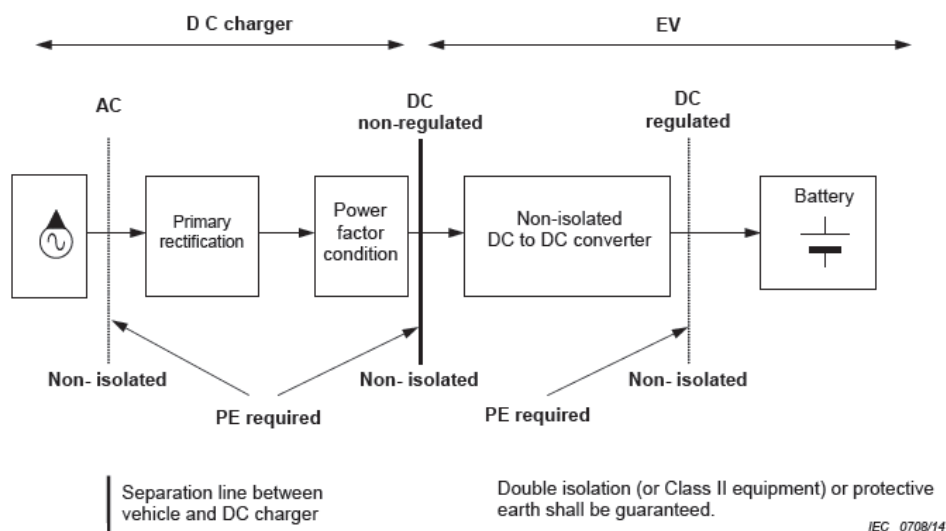 D C charger
EV
AC
DC
non-regulated
DC
regulated
Primary
rectification
Power
factor
condition
Non-isolated
DC to DC converter
Battery
Non- isolated
Non- isolated
Non- isolated
PE required
PE required
Separation line between
vehicle and DC charger
Double isolation (or Class II equipment) or protective
earth shall be guaranteed.
IEC 0708/14